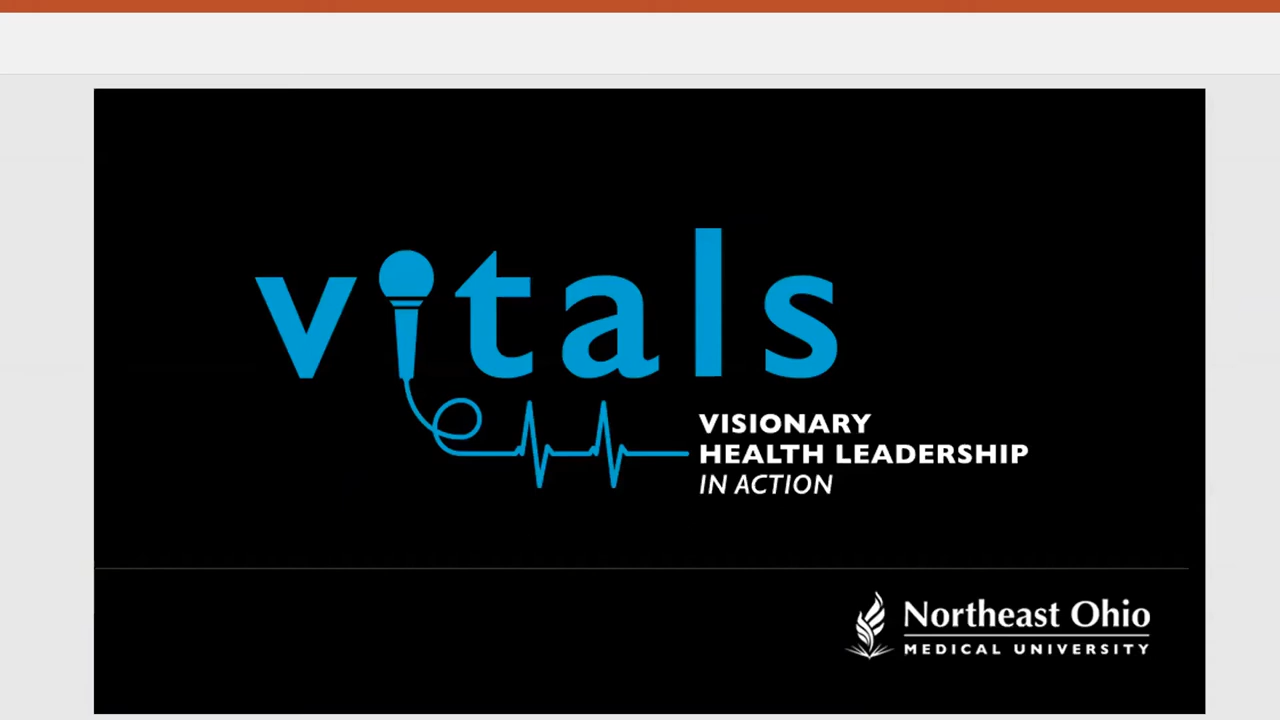 vitals
VISIONARY
HEALTH LEADERSHIP
IN ACTION
Northeast Ohio
MEDICAL UNIVERSITY